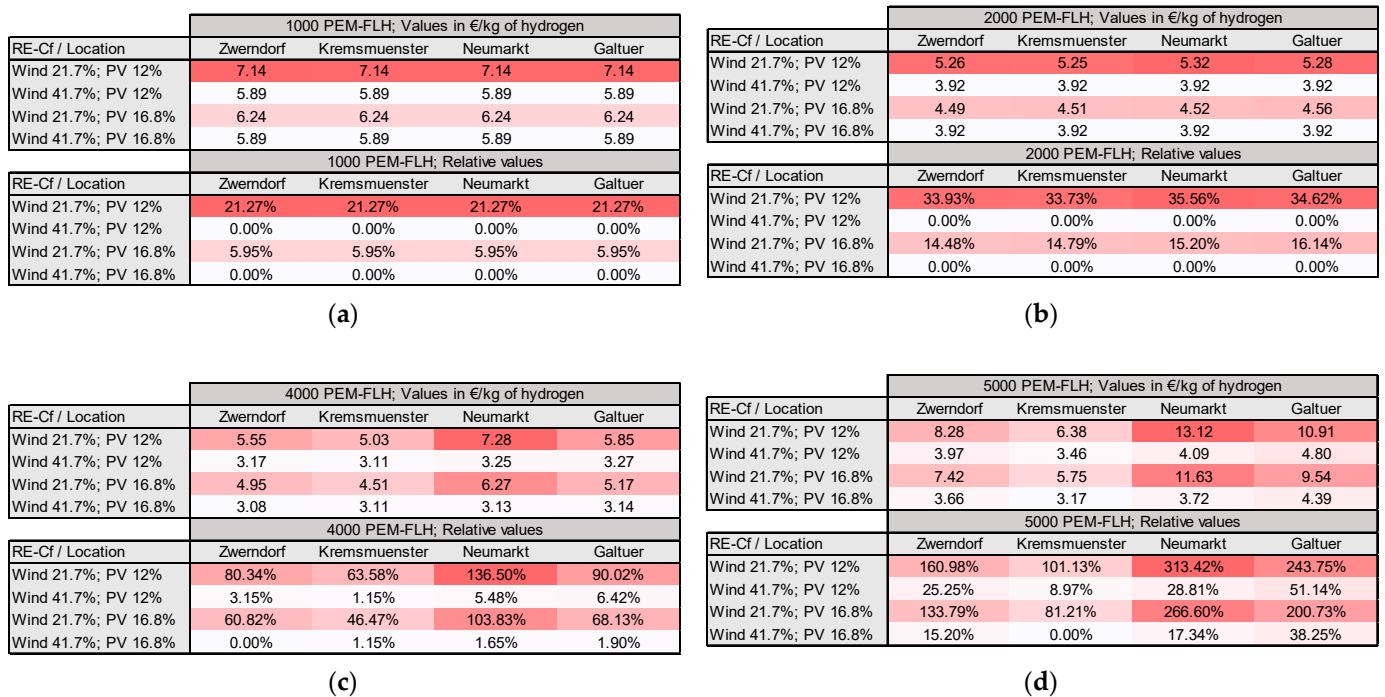 1000 PEM-FLH; Values in €/kg of hydrogen
RE-Cf / Location Zwerndorf Kremsmuenster Neumarkt Galtuer
Wind 21.7%; PV 12% 7.14 7.14 7.14 7.14
Wind 41.7%; PV 12% 5.89 5.89 5.89 5.89
Wind 21.7%; PV 16.8% 6.24 6.24 6.24 6.24
Wind 41.7%; PV 16.8% 5.89 5.89 5.89 5.89
1000 PEM-FLH; Relative values
RE-Cf / Location Zwerndorf Kremsmuenster Neumarkt Galtuer
Wind 21.7%; PV 12% 21.27% 21.27% 21.27% 21.27%
Wind 41.7%; PV 12% 0.00% 0.00% 0.00% 0.00%
Wind 21.7%; PV 16.8% 5.95% 5.95% 5.95% 5.95%
Wind 41.7%; PV 16.8% 0.00% 0.00% 0.00% 0.00%
(a)
2000 PEM-FLH; Values in €/kg of hydrogen
RE-Cf / Location Zwerndorf Kremsmuenster Neumarkt Galtuer
Wind 21.7%; PV 12% 5.26 5.25 5.32 5.28
Wind 41.7%; PV 12% 3.92 3.92 3.92 3.92
Wind 21.7%; PV 16.8% 4.49 4.51 4.52 4.56
Wind 41.7%; PV 16.8% 3.92 3.92 3.92 3.92
2000 PEM-FLH; Relative values
RE-Cf / Location Zwerndorf Kremsmuenster Neumarkt Galtuer
Wind 21.7%; PV 12% 33.93% 33.73% 35.56% 34.62%
Wind 41.7%; PV 12% 0.00% 0.00% 0.00% 0.00%
Wind 21.7%; PV 16.8% 14.48% 14.79% 15.20% 16.14%
Wind 41.7%; PV 16.8% 0.00% 0.00% 0.00% 0.00%
(b)
4000 PEM-FLH; Values in €/kg of hydrogen
RE-Cf / Location Zwerndorf Kremsmuenster Neumarkt Galtuer
Wind 21.7%; PV 12% 5.55 5.03 7.28 5.85
Wind 41.7%; PV 12% 3.17 3.11 3.25 3.27
Wind 21.7%; PV 16.8% 4.95 4.51 6.27 5.17
Wind 41.7%; PV 16.8% 3.08 3.11 3.13 3.14
4000 PEM-FLH; Relative values
RE-Cf / Location Zwerndorf Kremsmuenster Neumarkt Galtuer
Wind 21.7%; PV 12% 80.34% 63.58% 136.50% 90.02%
Wind 41.7%; PV 12% 3.15% 1.15% 5.48% 6.42%
Wind 21.7%; PV 16.8% 60.82% 46.47% 103.83% 68.13%
Wind 41.7%; PV 16.8% 0.00% 1.15% 1.65% 1.90%
(c)
5000 PEM-FLH; Values in €/kg of hydrogen
RE-Cf / Location Zwerndorf Kremsmuenster Neumarkt Galtuer
Wind 21.7%; PV 12% 8.28 6.38 13.12 10.91
Wind 41.7%; PV 12% 3.97 3.46 4.09 4.80
Wind 21.7%; PV 16.8% 7.42 5.75 11.63 9.54
Wind 41.7%; PV 16.8% 3.66 3.17 3.72 4.39
5000 PEM-FLH; Relative values
RE-Cf / Location Zwerndorf Kremsmuenster Neumarkt Galtuer
Wind 21.7%; PV 12% 160.98% 101.13% 313.42% 243.75%
Wind 41.7%; PV 12% 25.25% 8.97% 28.81% 51.14%
Wind 21.7%; PV 16.8% 133.79% 81.21% 266.60% 200.73%
Wind 41.7%; PV 16.8% 15.20% 0.00% 17.34% 38.25%
(d)